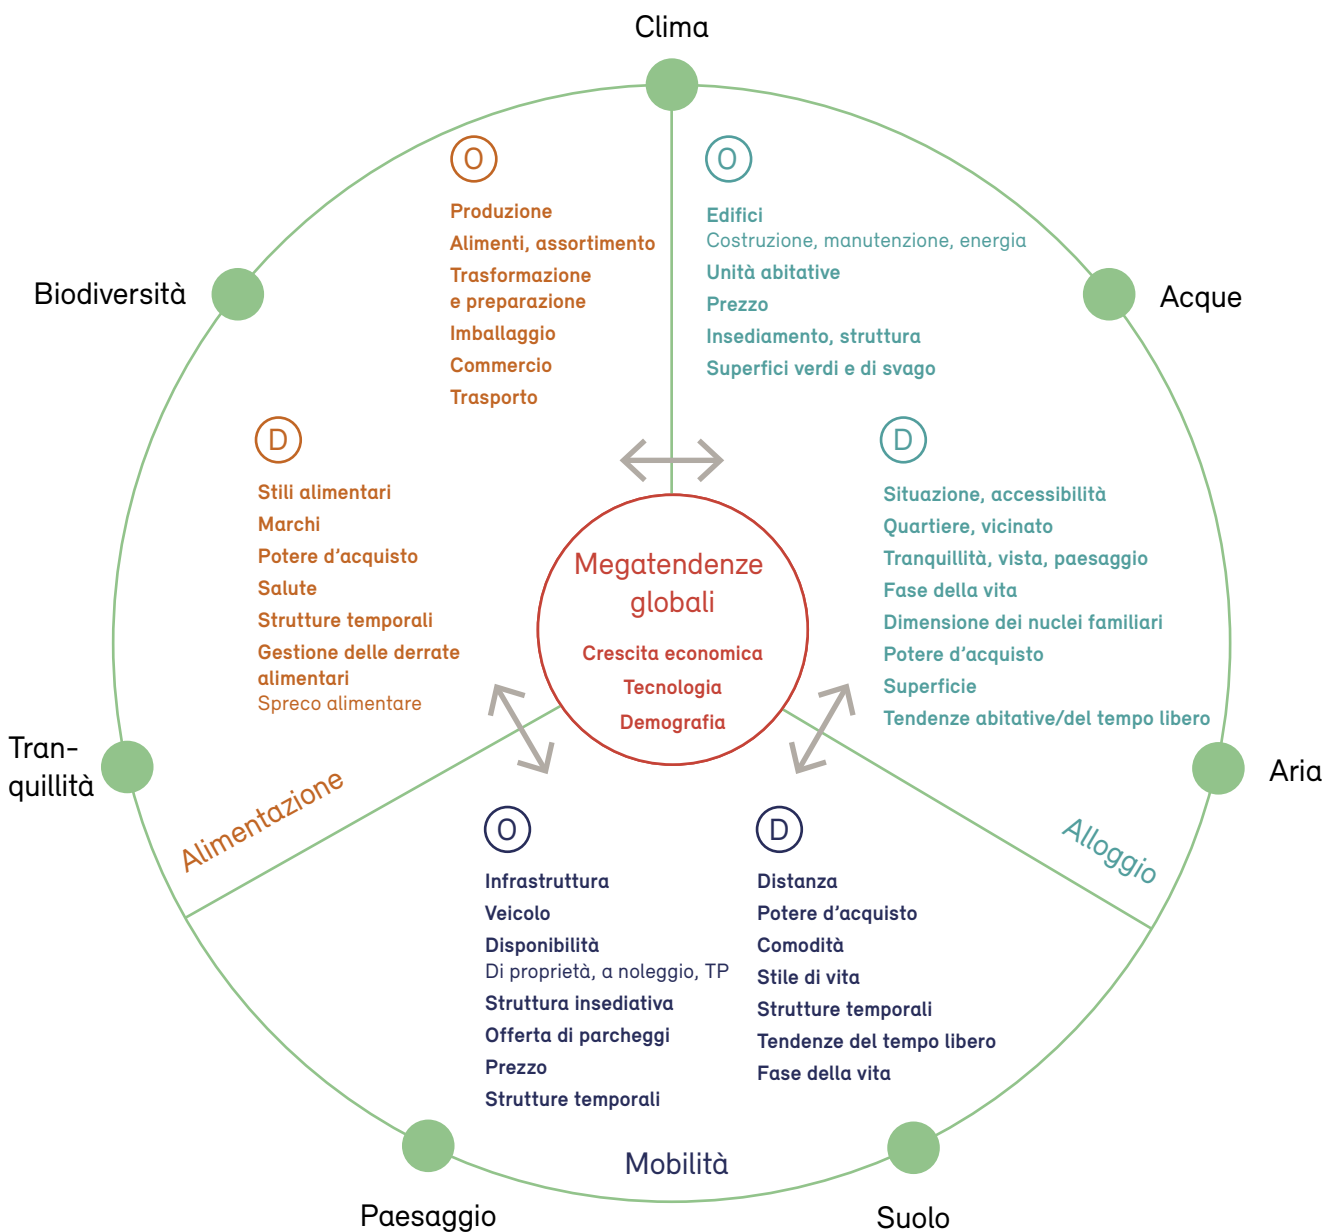 Clima
Biodiversità
Acque
O
Produzione
Alimenti, assortimento
Trasformazione
e preparazione
Imballaggio
Commercio
Trasporto
O
Edifici
Costruzione, manutenzione, energia
Unità abitative
Prezzo
Insediamento, struttura
Superfici verdi e di svago
D
Stili alimentari
Marchi
Potere d'acquisto
Salute
Strutture temporali
Gestione delle derrate
alimentari
Spreco alimentare
Megatendenze
globali
Crescita economica
Tecnologia
Demografia
D
Situazione, accessibilità
Quartiere, vicinato
Tranquillità, vista, paesaggio
Fase della vita
Dimensione dei nuclei familiari
Potere d'acquisto
Superficie
Tendenze abitative/del tempo libero
Tran-
quillità
Aria
Alimentazione
Alloggio
O
Infrastruttura
Veicolo
Disponibilità
Di proprietà, a noleggio, TP
Struttura insediativa
Offerta di parcheggi
Prezzo
Strutture temporali
D
Distanza
Potere d'acquisto
Comodità
Stile di vita
Strutture temporali
Tendenze del tempo libero
Fase della vita
Mobilità
Paesaggio
Suolo